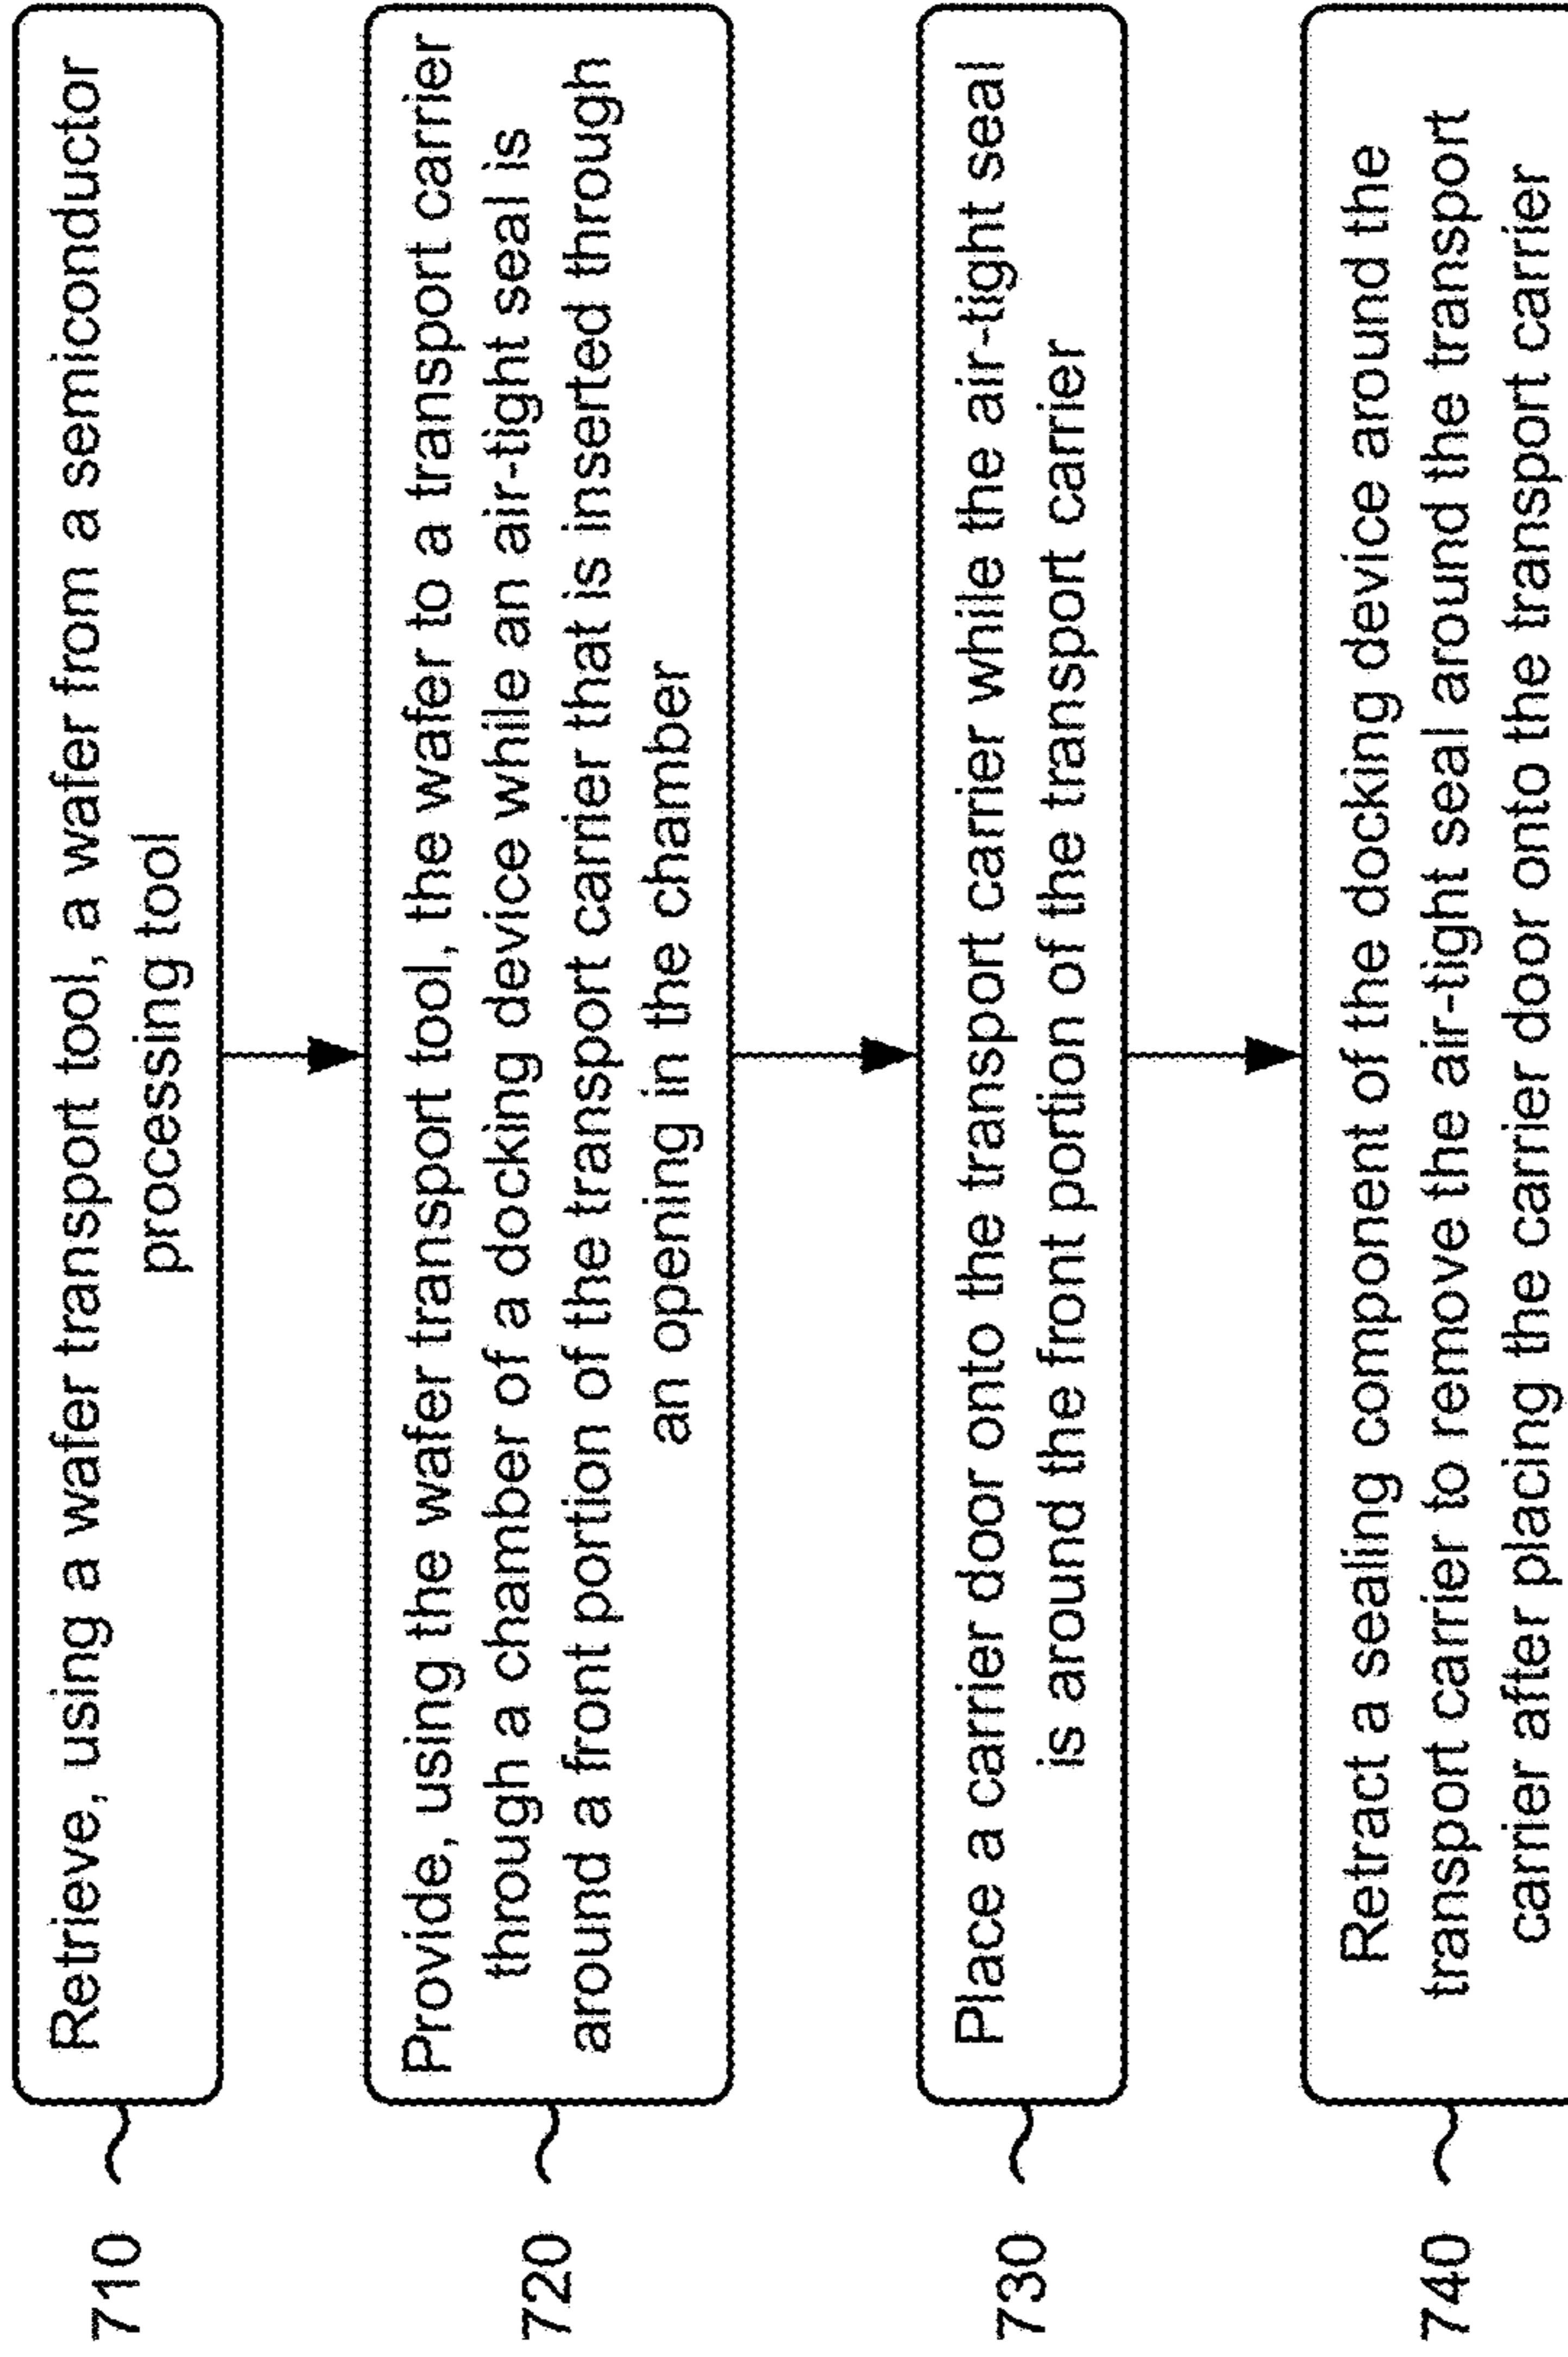 710
Retrieve, using a wafer transport tool, a wafer from a semiconductor
processing tool
720
Provide, using the wafer transport tool, the wafer to a transport carrier
through a chamber of a docking device while an air-tight seal is
around a front portion of the transport carrier that is inserted through
an opening in the chamber
730
Place a carrier door onto the transport carrier while the air-tight seal
is around the front portion of the transport carrier
740
Retract a sealing component of the docking device around the
transport carrier to remove the air-tight seal around the transport
carrier after placing the carrier door onto the transport carrier